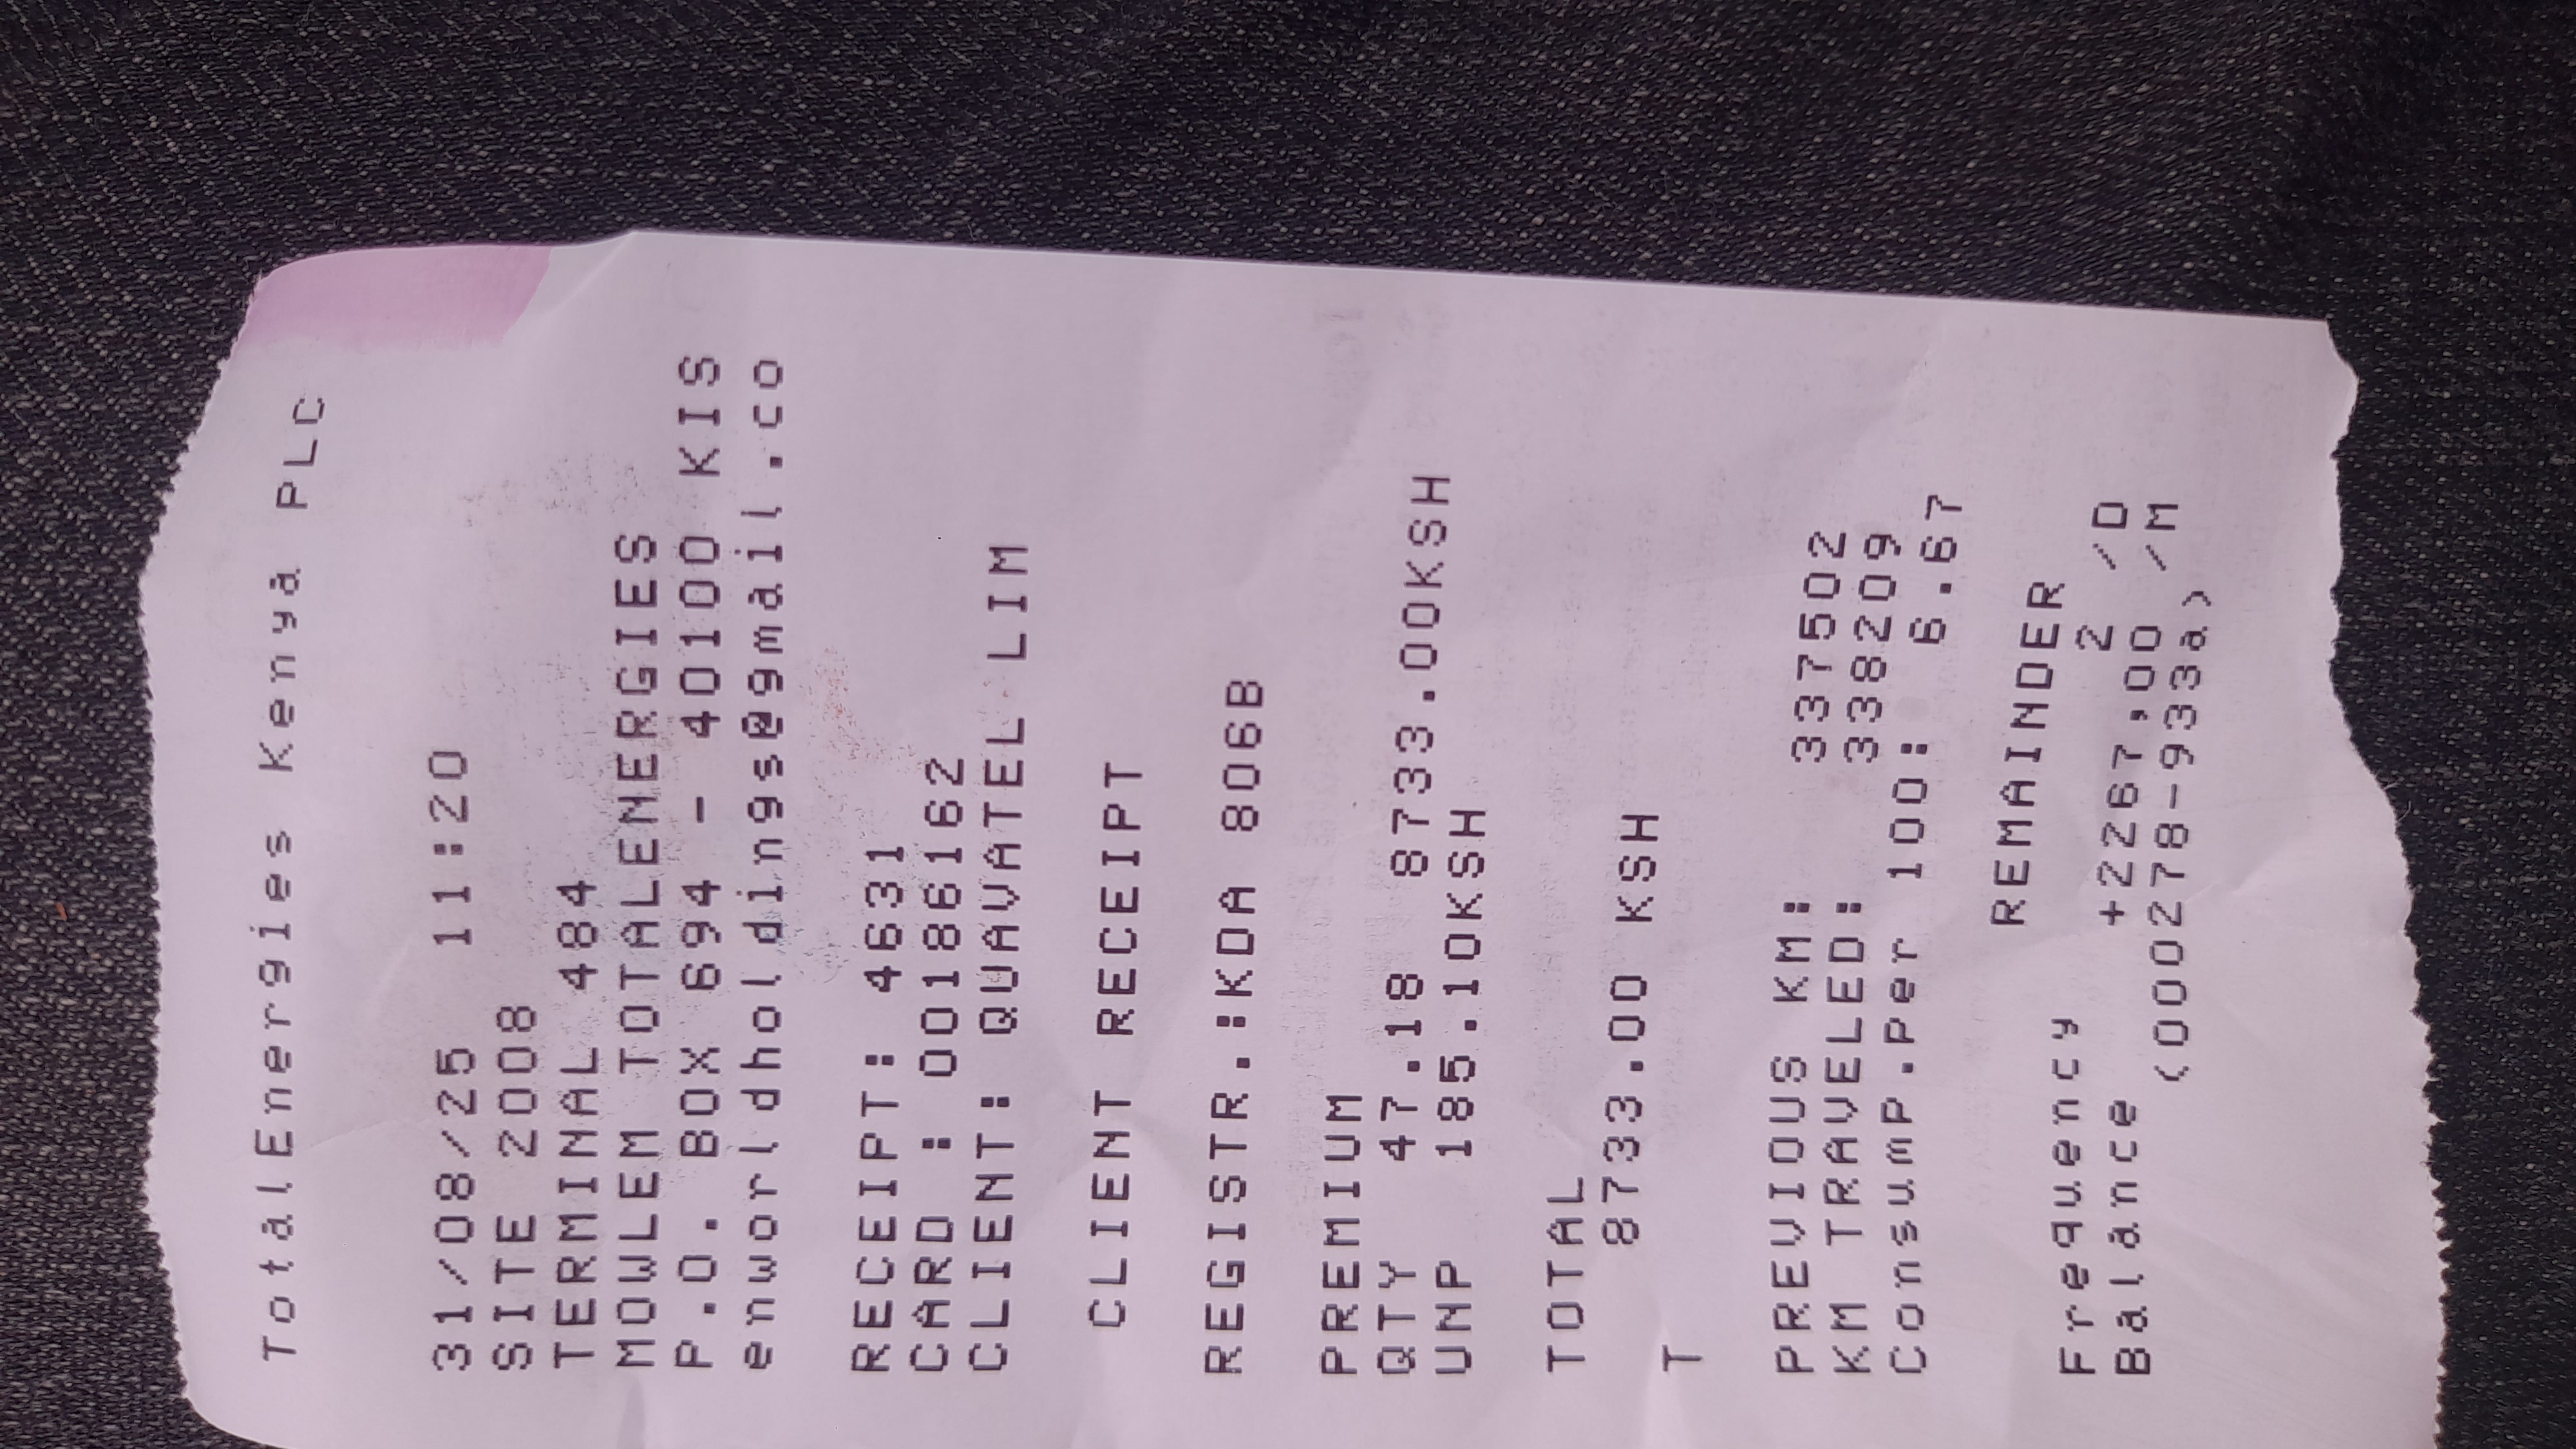 TotalEnergies Kenya PLC
31/08/25 11:20
SITE 2008
TERMINAL 484
MOWLEM TOTALENERGIES
P.O. BOX 694 - 40100 KIS
enworldholdings@gmail.co
RECEIPT: 4631
CARD : 00186162
CLIENT: QUAVATEL LIM
CLIENT RECEIPT
REGISTR.:KDA 806B
PREMIUM
QTY 47.18 8733.00KSH
UNP 185.10KSH
TOTAL
8733.00 KSH
T
PREVIOUS KM: 337502
KM TRAVELED: 338209
Consump.per 100: 6.67
REMAINDER
Frequency 2 /D
Balance +2267,00 /M
(000278-933a)